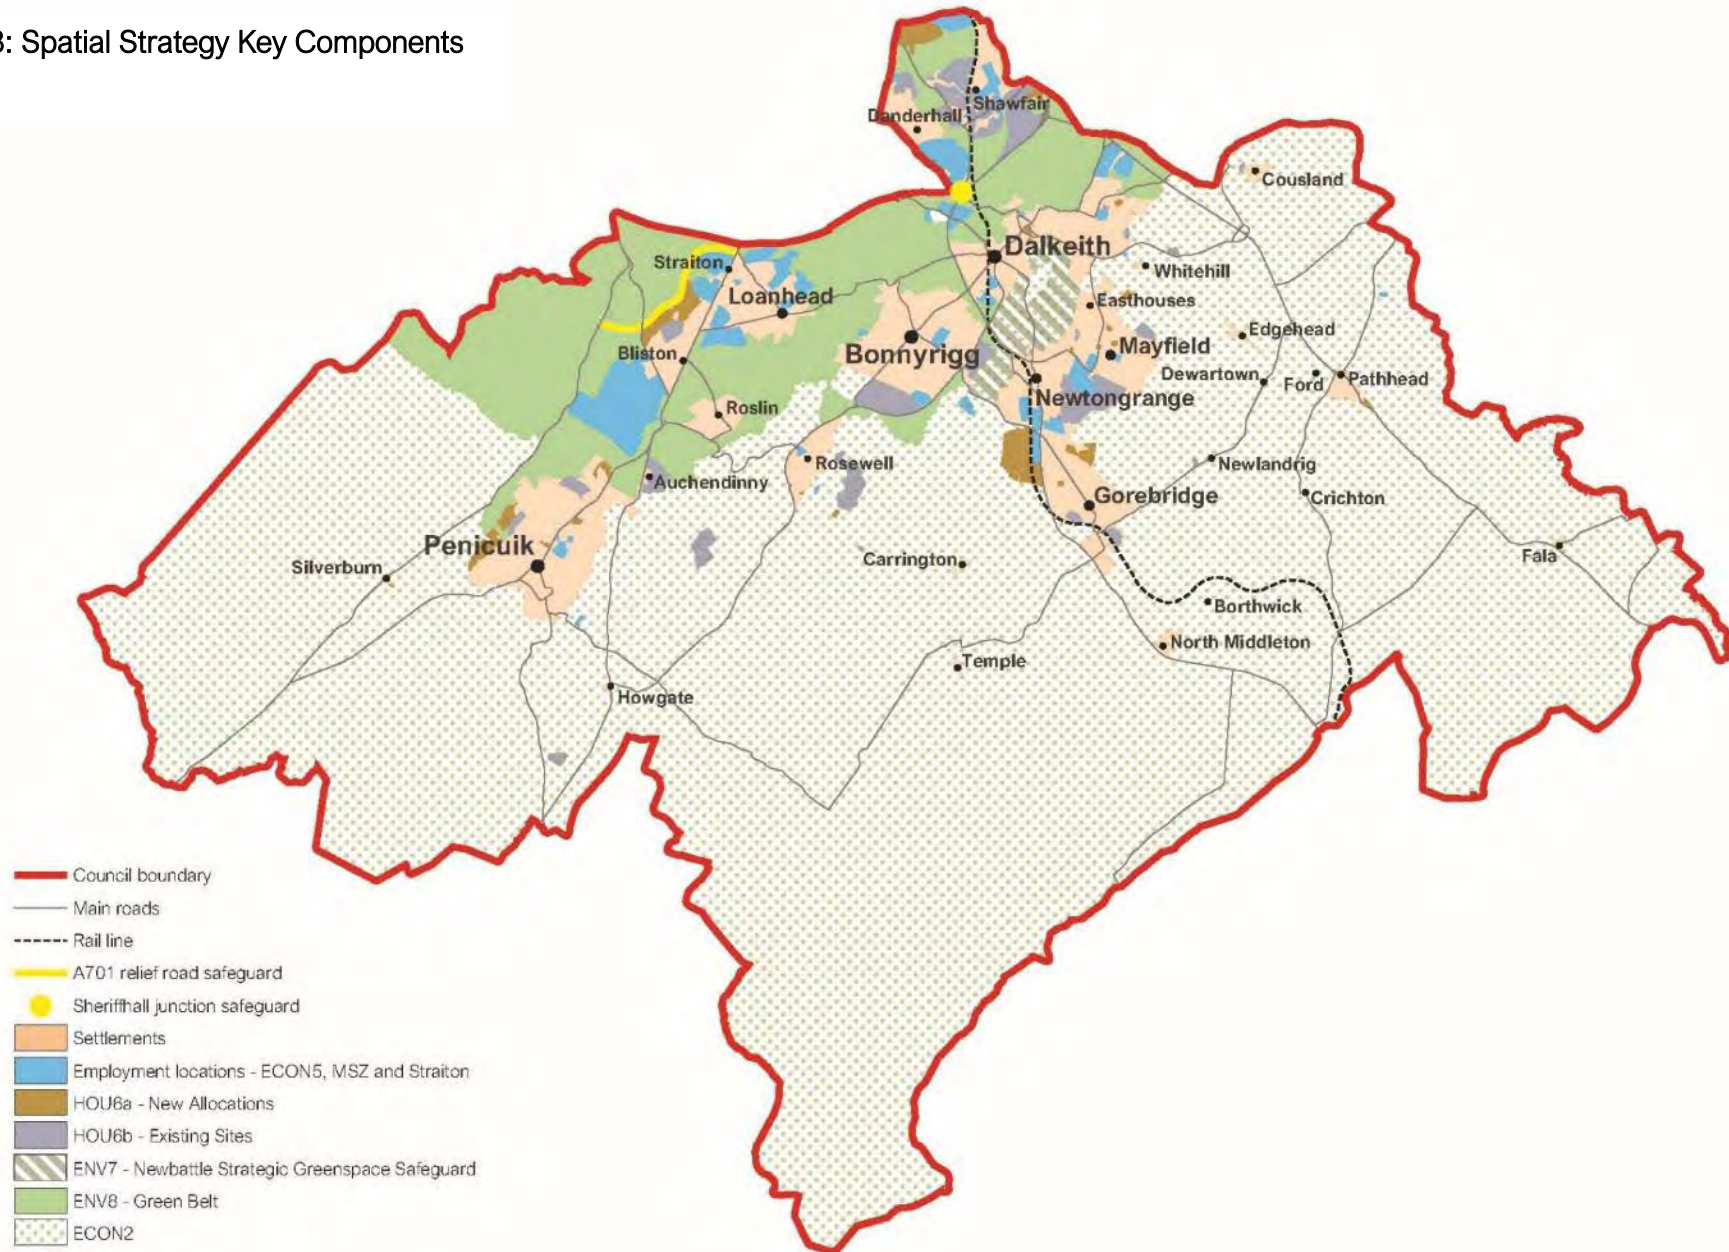 3: Spatial Strategy Key Components
Shawfair
Danderhall
Cousland
Dalkeith
Straiton
Whitehill
Loanhead
Easthouses
Edgehead
Bonnyrigg
Mayfield
Bliston
Dewartown
Ford
Pathhead
Newtongrange
Roslin
Rosewell
Newlandrig
Auchendinny
Gorebridge
Crichton
Penicuik
Silverburn
Carrington
Fala
Borthwick
North Middleton
Temple
Howgate
Council boundary
Main roads
Rail line
A701 relief road safeguard
Sheriffhall junction safeguard
Settlements
Employment locations - ECON5, MSZ and Straiton
HOU6a - New Allocations
HOU6b - Existing Sites
ENV7 - Newbattle Strategic Greenspace Safeguard
ENV8 - Green Belt
ECON2